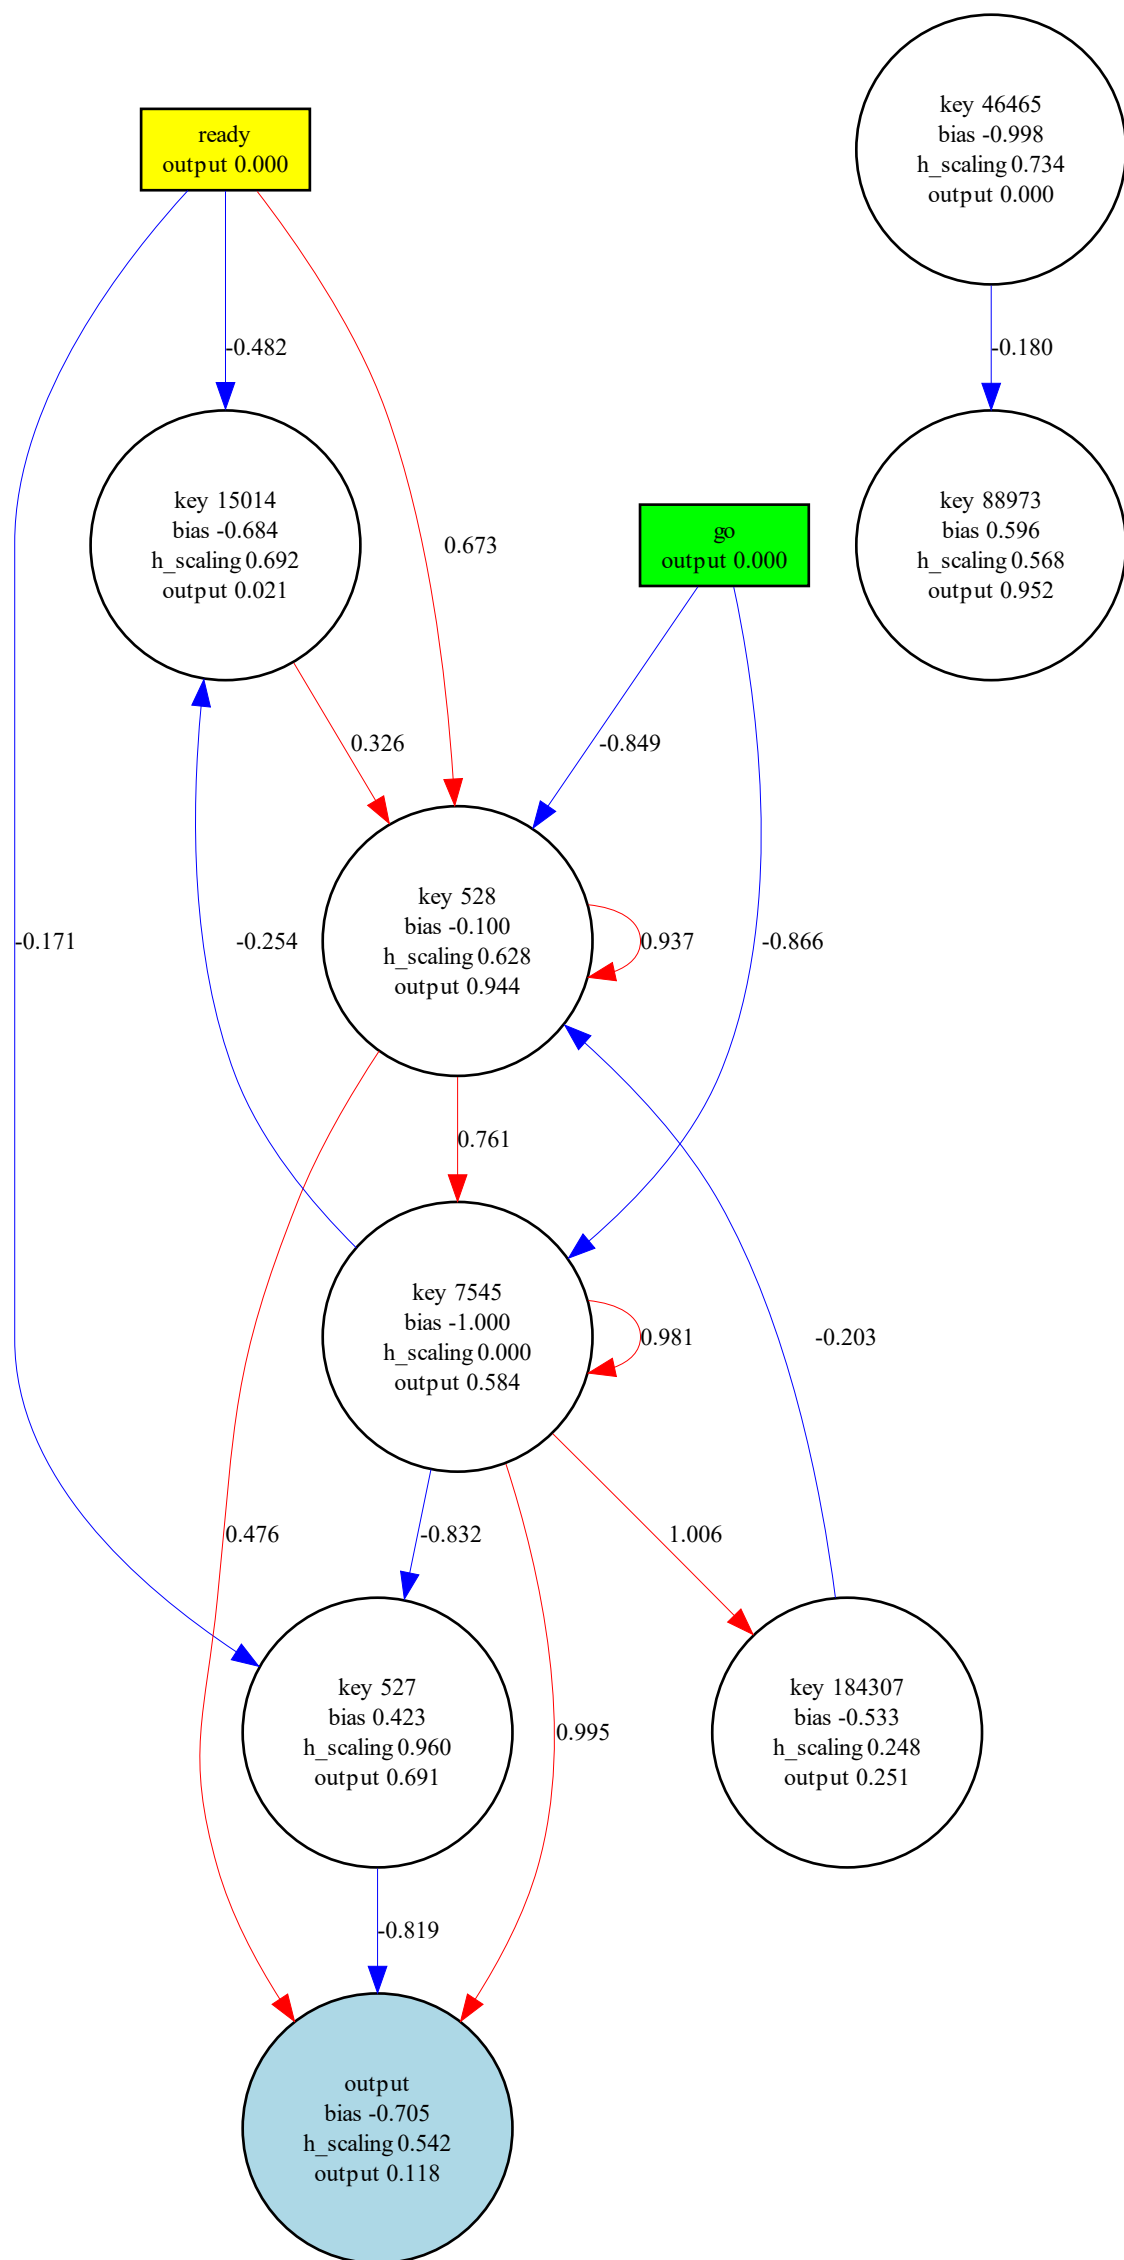 key 46465
bias -0.998
h_scaling 0.734
output 0.000
ready
output 0.000
-0.482
-0.180
key 15014
bias -0.684
h_scaling 0.692
output 0.021
0.673
go
output 0.000
key 88973
bias 0.596
h_scaling 0.568
output 0.952
0.326
-0.849
key 528
bias -0.100
h_scaling 0.628
output 0.944
-0.171
-0.254
0.937
-0.866
0.761
key 7545
bias -1.000
h_scaling 0.000
output 0.584
0.981
-0.203
0.476
-0.832
1.006
key 527
bias 0.423
h_scaling 0.960
output 0.691
0.995
key 184307
bias -0.533
h_scaling 0.248
output 0.251
-0.819
output
bias -0.705
h_scaling 0.542
output 0.118